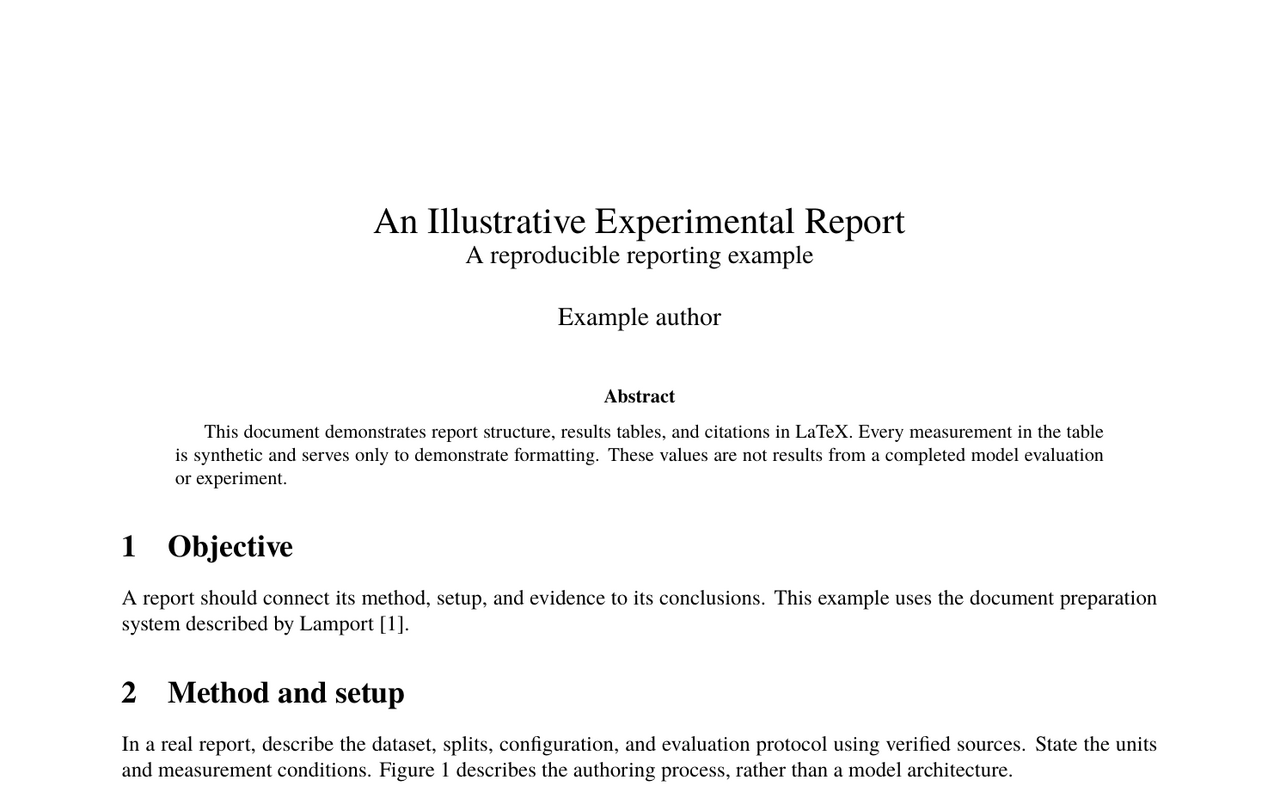 An Illustrative Experimental Report
A reproducible reporting example
Example author
Abstract
This document demonstrates report structure, results tables, and citations in LaTeX. Every measurement in the table
is synthetic and serves only to demonstrate formatting. These values are not results from a completed model evaluation
or experiment.
1 Objective
A report should connect its method, setup, and evidence to its conclusions. This example uses the document preparation
system described by Lamport [1].
2 Method and setup
In a real report, describe the dataset, splits, configuration, and evaluation protocol using verified sources. State the units
and measurement conditions. Figure 1 describes the authoring process, rather than a model architecture.